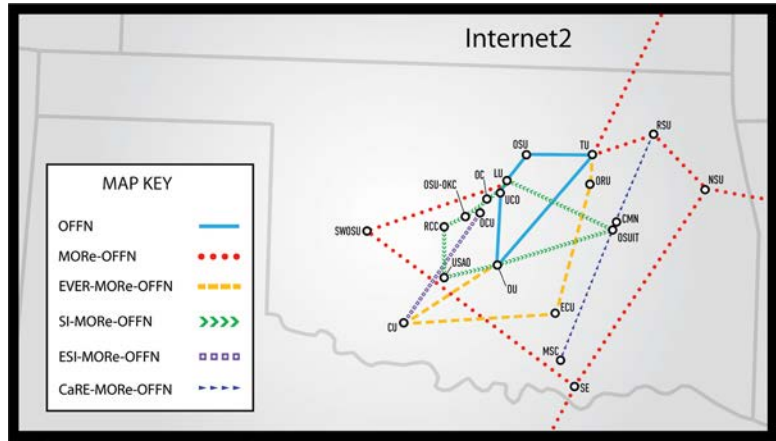 Internet2
RSU
OSU
TU
LU
OC
ORU
NSU
OSU-OKC
UCO
CMN
RCC
OCU
SWOSU
OSUIT
USAO
OU
ECU
CU
MSC
SE
MAP KEY
OFFN
MORe-OFFN
EVER-MORe-OFFN
SI-MORe-OFFN
ESI-MORe-OFFN
CaRE-MORe-OFFN